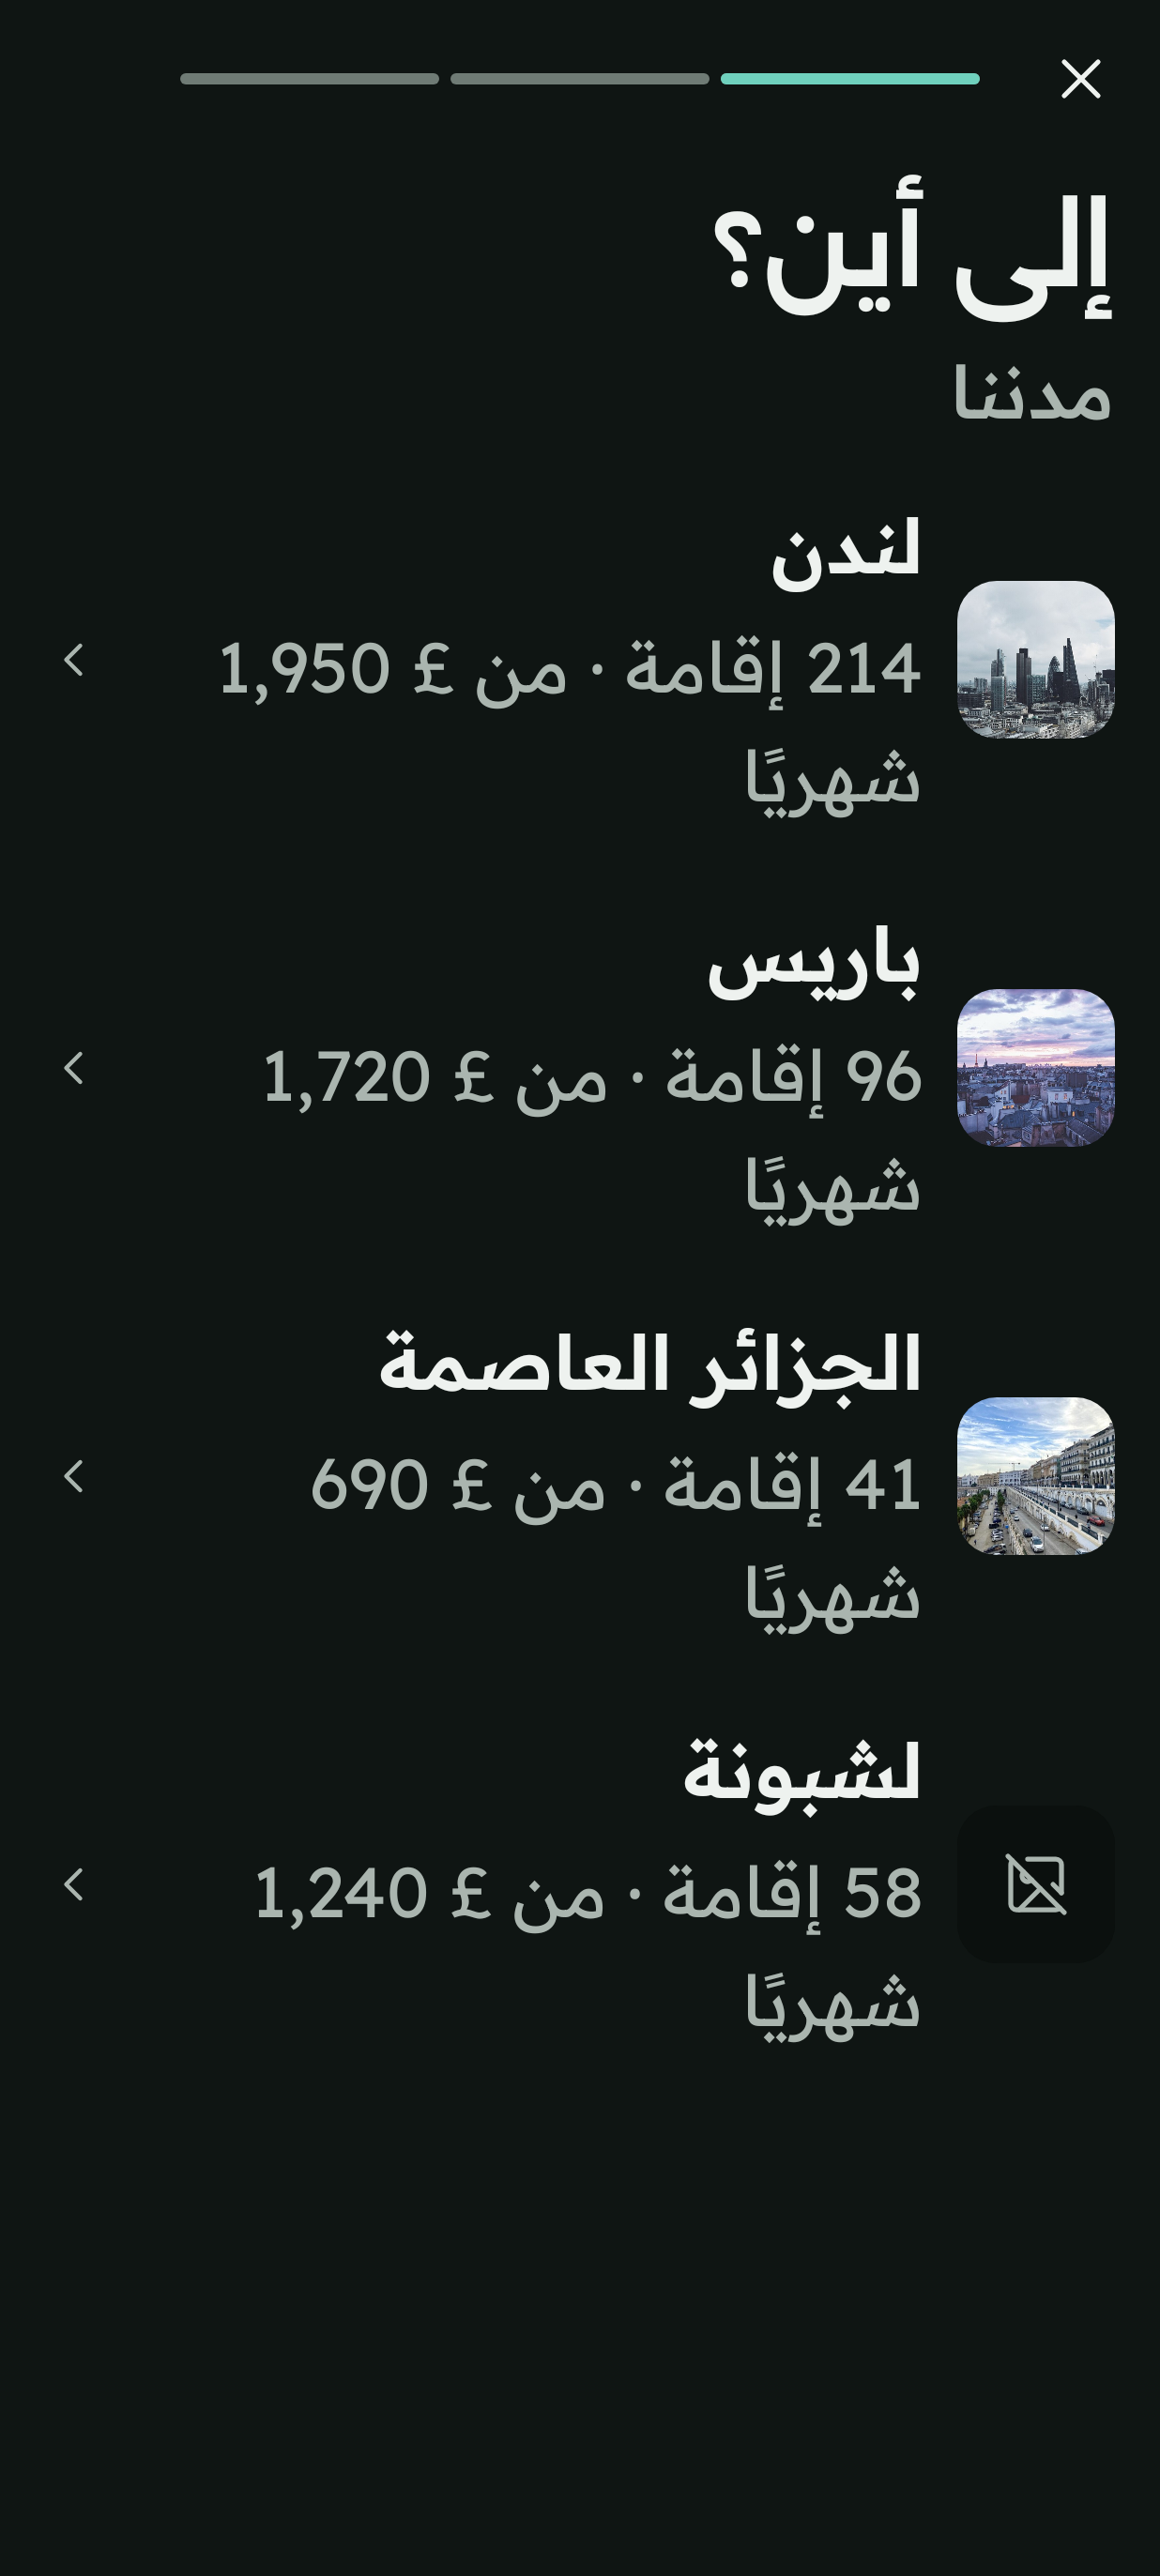 إلى أين؟
مدننا
لندن
214 إقامة · من £ 1,950
شهريًا
باريس
96 إقامة · من £ 1,720
شهريًا
الجزائر العاصمة
41 إقامة · من £ 690
شهريًا
لشبونة
58 إقامة · من £ 1,240
شهريًا